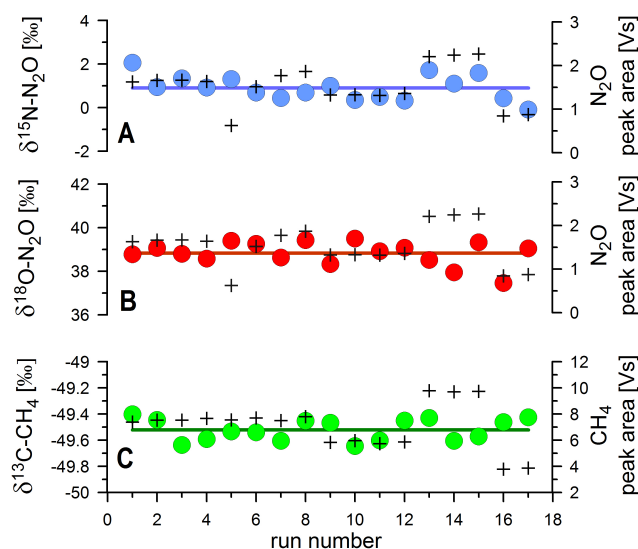 δ15N-N2O [‰]
4
2
0
-2
A
3
2
1
0
N2O
peak area [Vs]
δ18O-N2O [‰]
42
40
38
36
B
3
2
1
0
N2O
peak area [Vs]
δ13C-CH4 [‰]
-49
-49.2
-49.4
-49.6
-49.8
-50
C
12
10
8
6
4
2
CH4
peak area [Vs]
0 2 4 6 8 10 12 14 16 18
run number